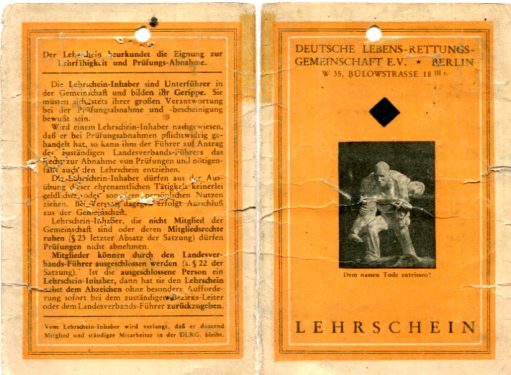 Der Lehrschein beurkundet die Eignung zur
Lehrfähigkeit und Prüfungs-Abnahme.
Die Lehrschein-Inhaber sind Unterführer in
der Gemeinschaft und bilden ihr Gerippe. Sie
müssen sich stets ihrer großen Verantwortung
bei der Prüfungsabnahme und -bescheinigung
bewußt sein.
Wird einem Lehrschein-Inhaber nachgewiesen,
daß er bei Prüfungsabnahmen pflichtwidrig ge-
handelt hat, so kann ihm der Führer auf Antrag
des zuständigen Landesverbands-Führers das
Recht zur Abnahme von Prüfungen und nötigen-
falls auch den Lehrschein entziehen.
Die Lehrschein-Inhaber dürfen aus der Aus-
übung dieser ehrenamtlichen Tätigkeit keinerlei
geldlichen oder sonstigen persönlichen Nutzen
ziehen. Bei Verstoß dagegen erfolgt Ausschluß
aus der Gemeinschaft.
Lehrschein-Inhaber, die nicht Mitglied der
Gemeinschaft sind oder deren Mitgliedsrechte
ruhen (§ 23 letzter Absatz der Satzung) dürfen
Prüfungen nicht abnehmen.
Mitglieder können durch den Landesver-
bands-Führer ausgeschlossen werden (s. § 22 der
Satzung). Ist die ausgeschlossene Person ein
Lehrschein-Inhaber, dann hat sie den Lehrschein
nebst dem Abzeichen ohne besondere Aufforde-
rung sofort bei dem zuständigen Bezirks-Leiter
oder dem Landesverbands-Führer zurückzugeben.
Vom Lehrschein-Inhaber wird verlangt, daß er dauernd
Mitglied und ständiger Mitarbeiter in der DLRG. bleibt.
DEUTSCHE LEBENS-RETTUNGS-
GEMEINSCHAFT E.V. ★ BERLIN
W 35, BÜLOWSTRASSE 18 III r.
Dem nassen Tode entrissen!
LEHRSCHEIN